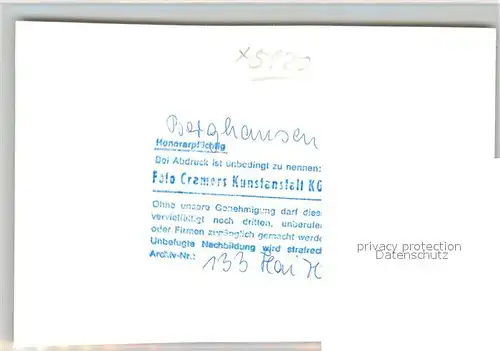 x5920
Berghausen
Honorarpflichtig
Bei Abdruck ist unbedingt zu nennen:
Foto Cramers Kunstanstalt KG
Ohne unsere Genehmigung darf dies
vervielfältigt noch dritten, unberufen
oder Firmen zugänglich gemacht werde
Unbefugte Nachbildung wird strafrech
Archiv-Nr.: 133
privacy protection
Datenschutz